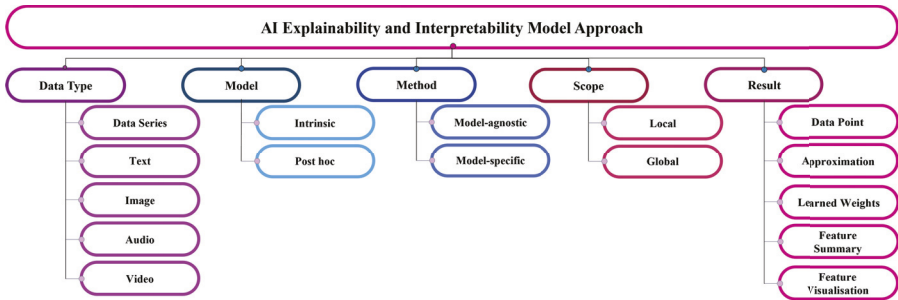 AI Explainability and Interpretability Model Approach
Data Type
Data Series
Text
Image
Audio
Video
Model
Intrinsic
Post hoc
Method
Model-agnostic
Model-specific
Scope
Local
Global
Result
Data Point
Approximation
Learned Weights
Feature
Summary
Feature
Visualisation